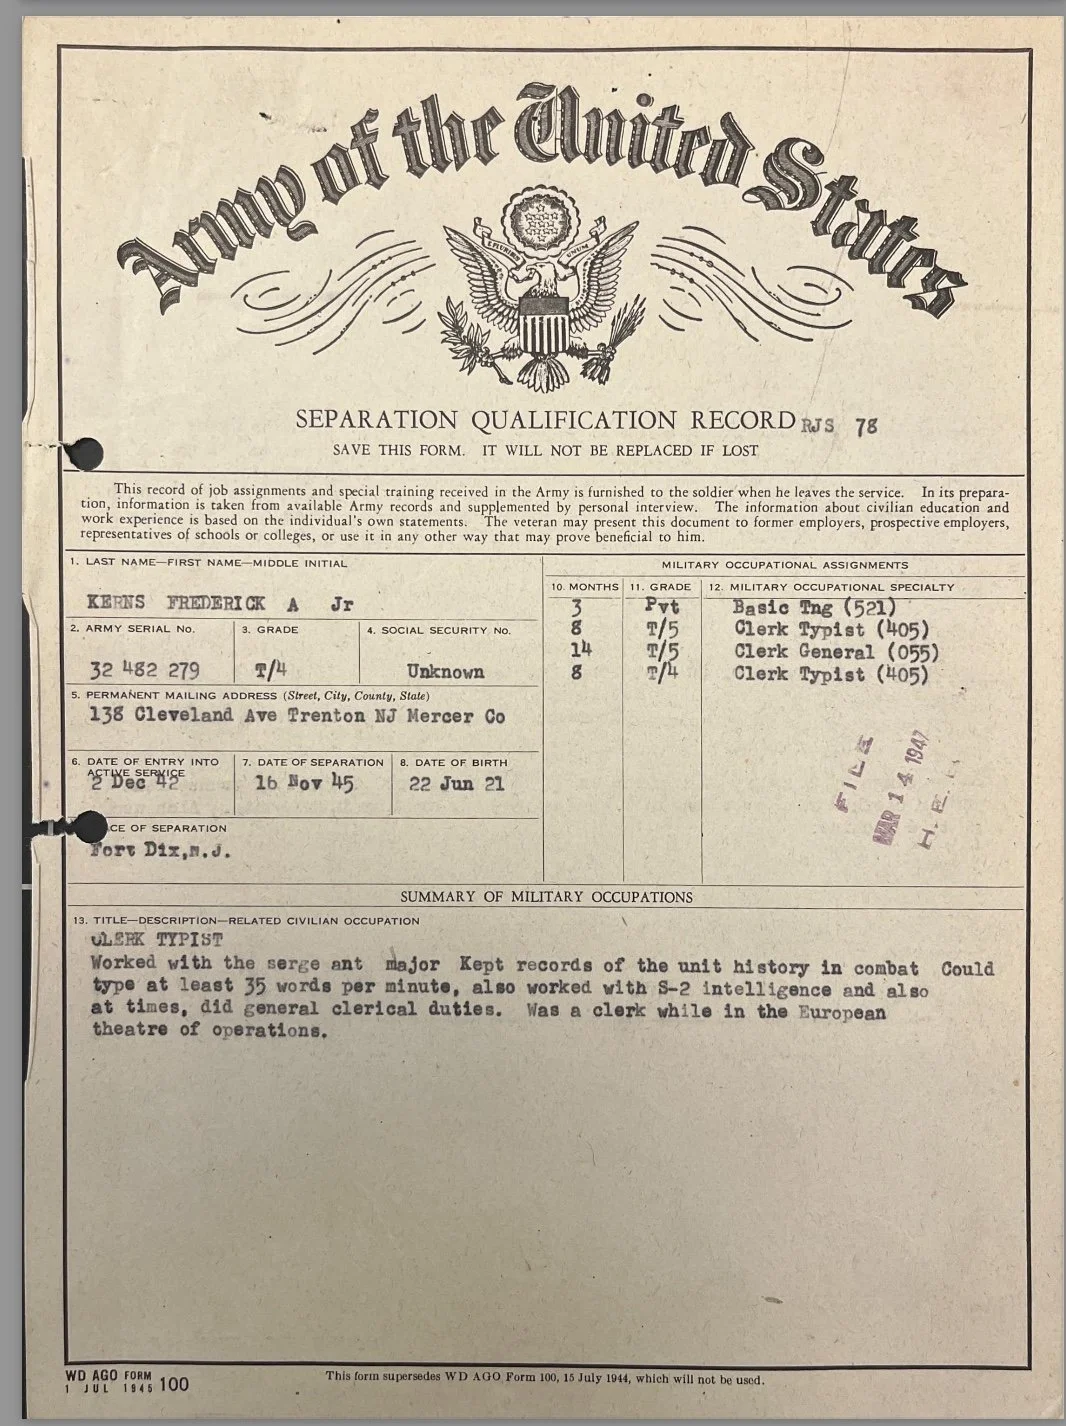 Army of the United States
E PLURIBUS UNUM
SEPARATION QUALIFICATION RECORD RJS 78
SAVE THIS FORM. IT WILL NOT BE REPLACED IF LOST
This record of job assignments and special training received in the Army is furnished to the soldier when he leaves the service. In its prepara-
tion, information is taken from available Army records and supplemented by personal interview. The information about civilian education and
work experience is based on the individual's own statements. The veteran may present this document to former employers, prospective employers,
representatives of schools or colleges, or use it in any other way that may prove beneficial to him.
1. LAST NAME—FIRST NAME—MIDDLE INITIAL
KERNS FREDERICK A Jr
2. ARMY SERIAL No. 3. GRADE 4. SOCIAL SECURITY No.
32 482 279 T/4 Unknown
5. PERMANENT MAILING ADDRESS (Street, City, County, State)
138 Cleveland Ave Trenton NJ Mercer Co
6. DATE OF ENTRY INTO ACTIVE SERVICE 7. DATE OF SEPARATION 8. DATE OF BIRTH
2 Dec 42 16 Nov 45 22 Jun 21
CE OF SEPARATION
Fort Dix,N.J.
MILITARY OCCUPATIONAL ASSIGNMENTS
10. MONTHS 11. GRADE 12. MILITARY OCCUPATIONAL SPECIALTY
3 Pvt Basic Tng (521)
8 T/5 Clerk Typist (405)
14 T/5 Clerk General (055)
8 T/4 Clerk Typist (405)
FILE
MAR 14 1947
SUMMARY OF MILITARY OCCUPATIONS
13. TITLE—DESCRIPTION—RELATED CIVILIAN OCCUPATION
CLERK TYPIST
Worked with the serge ant major Kept records of the unit history in combat Could
type at least 35 words per minute, also worked with S-2 intelligence and also
at times, did general clerical duties. Was a clerk while in the European
theatre of operations.
WD AGO FORM 100
1 JUL 1945
This form supersedes WD AGO Form 100, 15 July 1944, which will not be used.